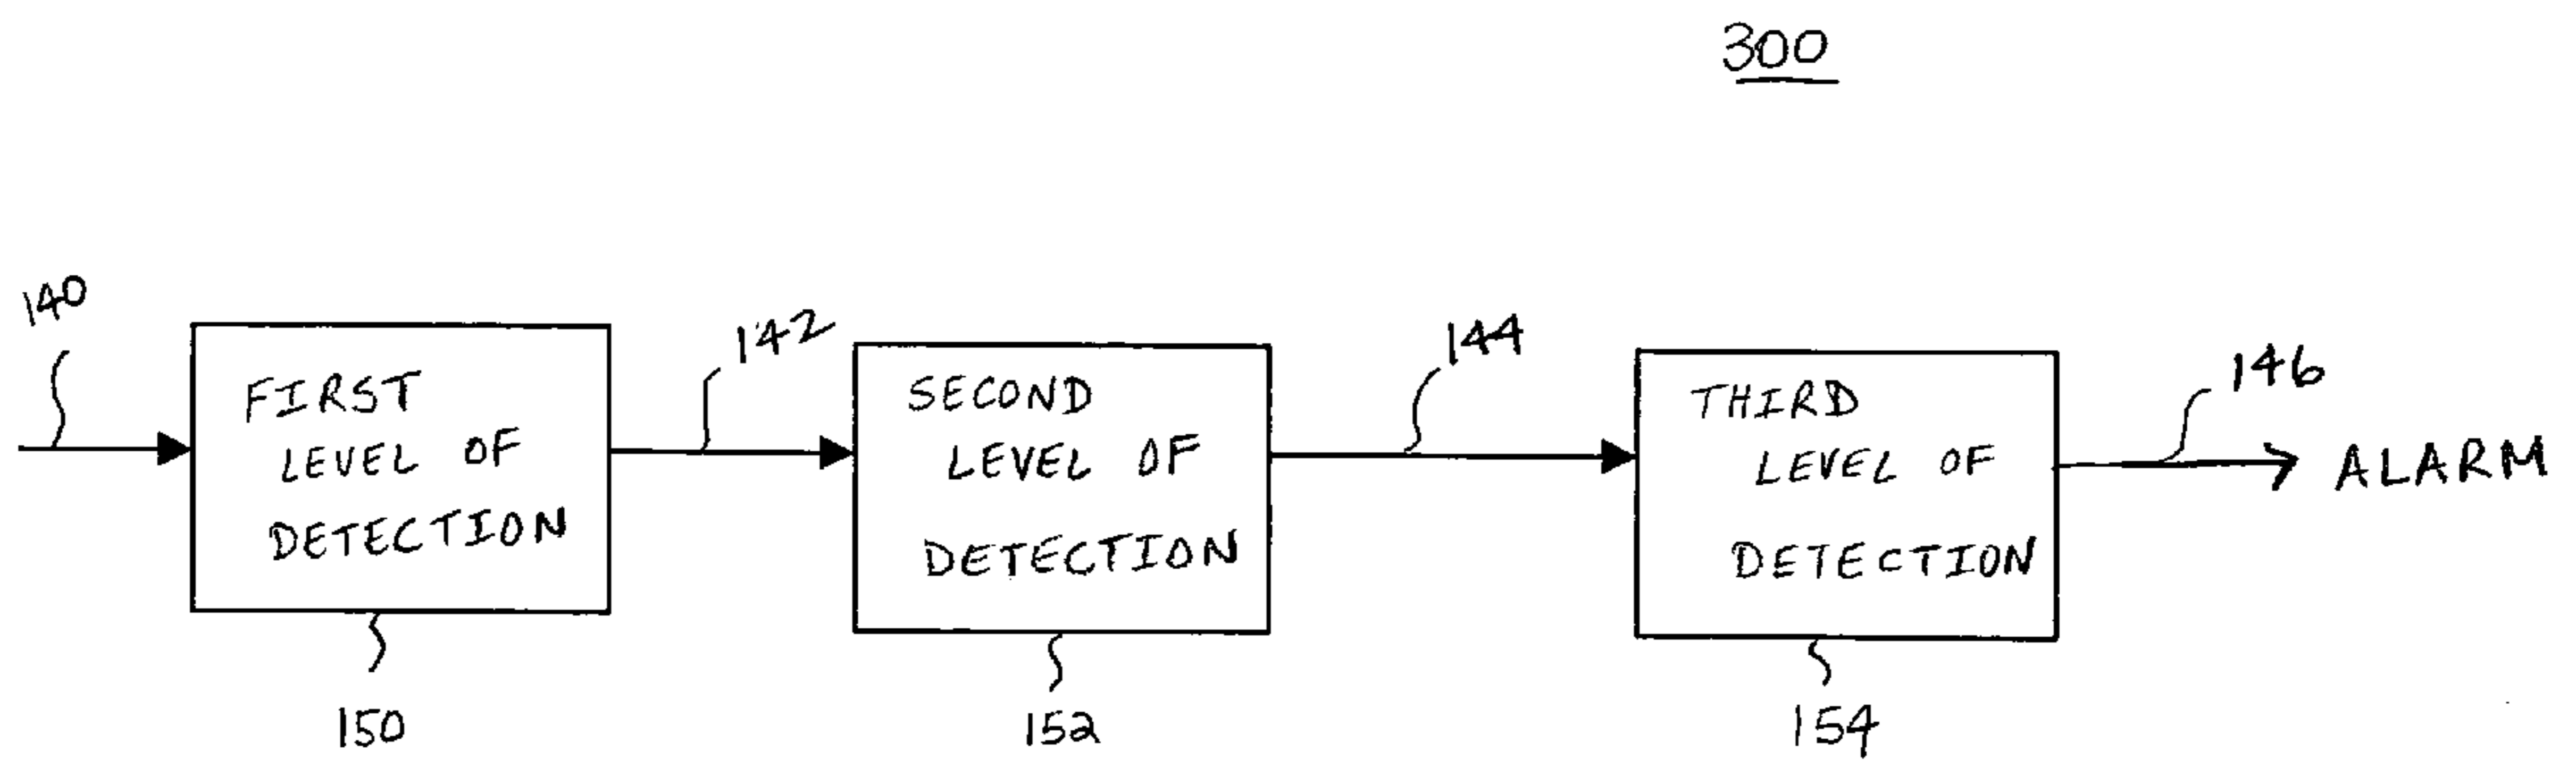 300
140
FIRST
LEVEL OF
DETECTION
150
142
SECOND
LEVEL OF
DETECTION
152
144
THIRD
LEVEL OF
DETECTION
154
146
ALARM